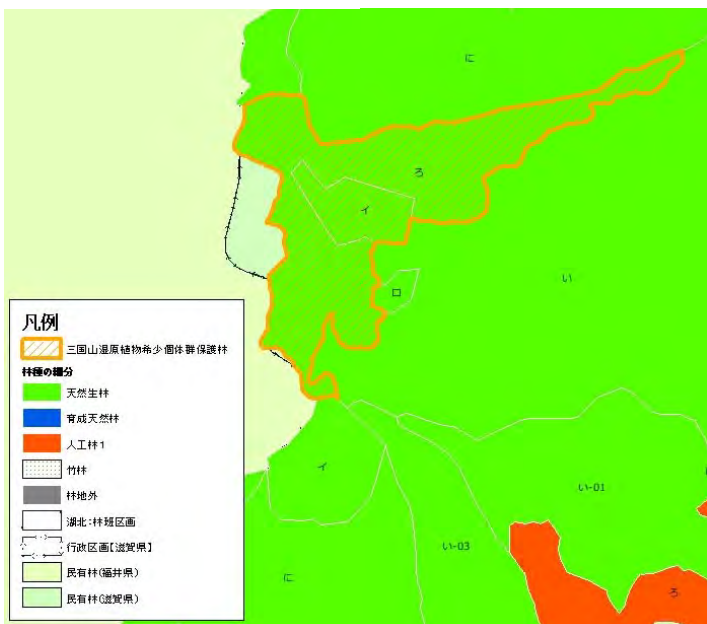 に
ろ
イ
い
ロ
凡例
三国山湿原植物希少個体群保護林
林種の細分
天然生林
育成天然林
人工林1
竹林
林地外
湖北:林班区画
行政区画【滋賀県】
民有林(福井県)
民有林(滋賀県)
イ
い-01
い-03
に
ろ